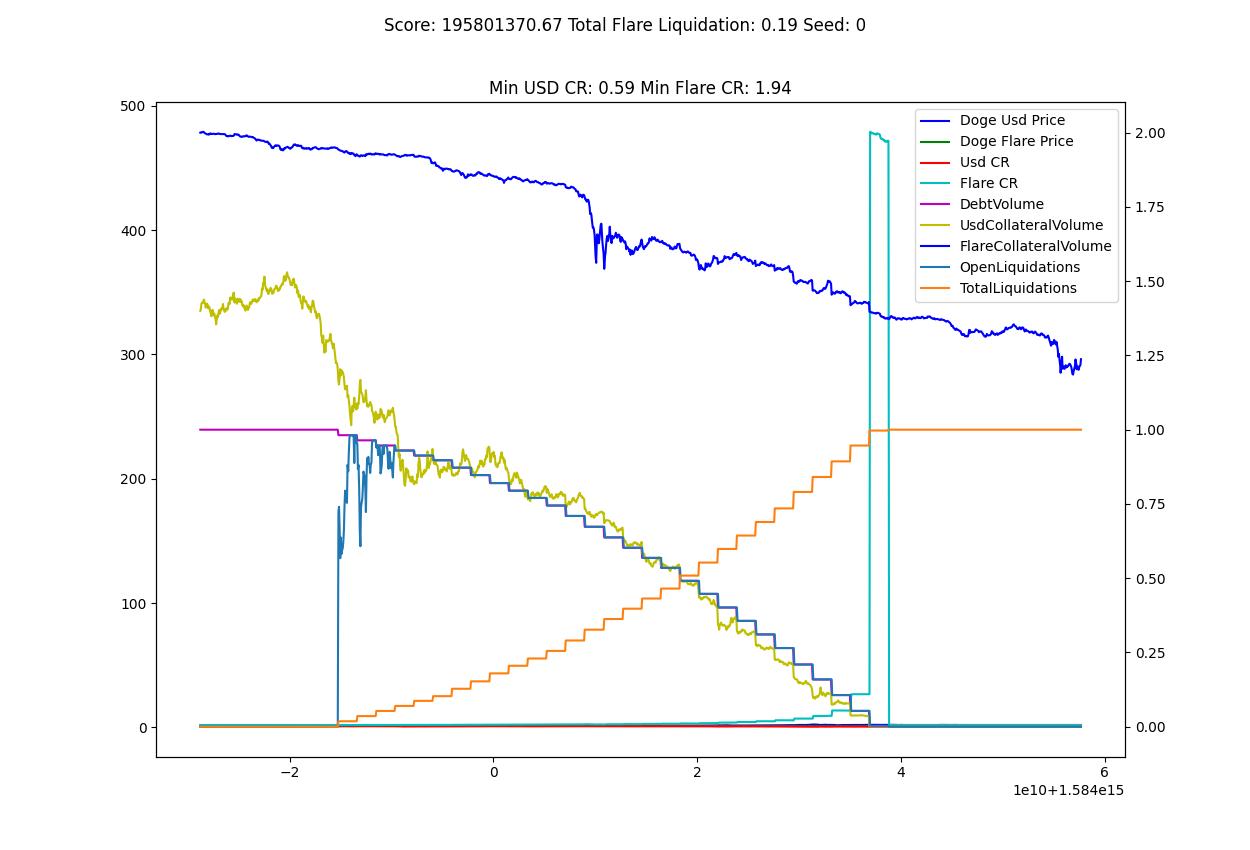 Score: 195801370.67 Total Flare Liquidation: 0.19 Seed: 0
Min USD CR: 0.59 Min Flare CR: 1.94
500
400
300
200
100
0
2.00
1.75
1.50
1.25
1.00
0.75
0.50
0.25
0.00
Doge Usd Price
Doge Flare Price
Usd CR
Flare CR
DebtVolume
UsdCollateralVolume
FlareCollateralVolume
OpenLiquidations
TotalLiquidations
−2 0 2 4 6
1e10+1.584e15